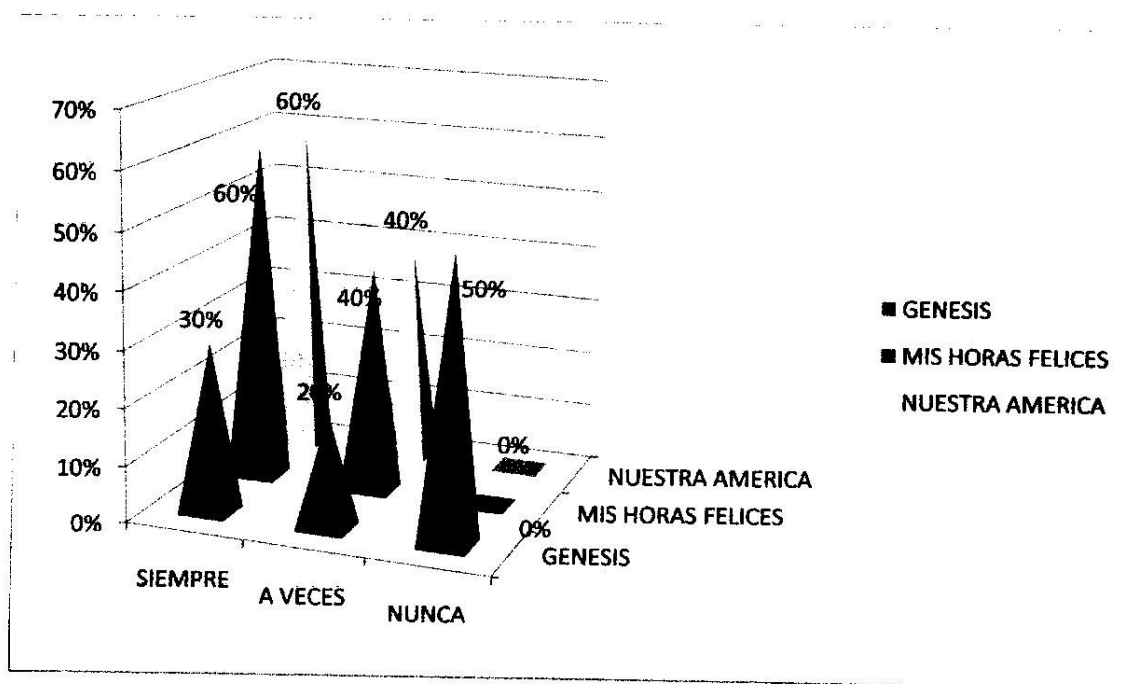 70%
60%
50%
40%
30%
20%
10%
0%
60%
60%
40%
40%
50%
30%
20%
0%
0%
SIEMPRE
A VECES
NUNCA
NUESTRA AMERICA
MIS HORAS FELICES
GENESIS
GENESIS
MIS HORAS FELICES
NUESTRA AMERICA